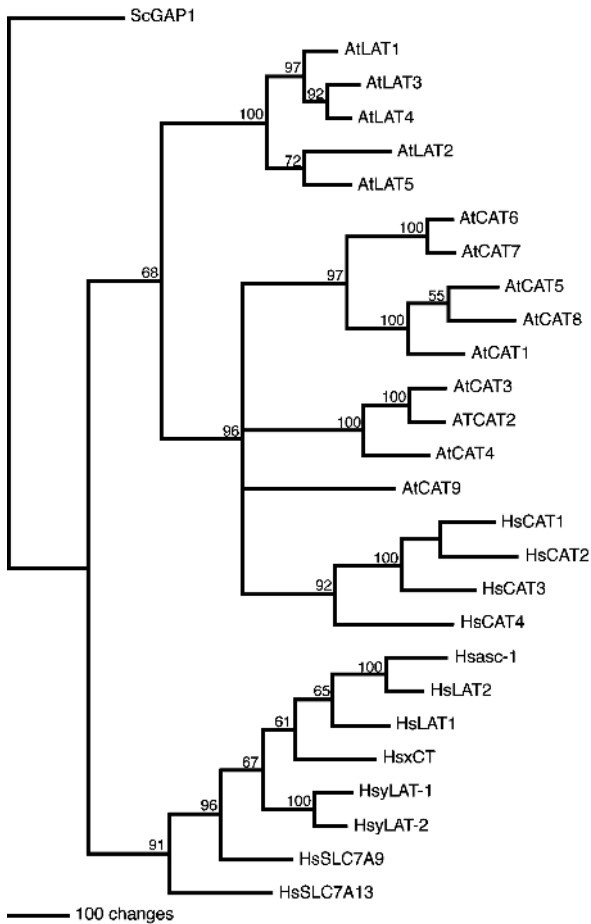 ScGAP1
AtLAT1
97
AtLAT3
92
AtLAT4
100
AtLAT2
72
AtLAT5
AtCAT6
100
AtCAT7
68
97
AtCAT5
55
AtCAT8
100
AtCAT1
AtCAT3
100
ATCAT2
100
96
AtCAT4
AtCAT9
HsCAT1
HsCAT2
100
HsCAT3
92
HsCAT4
Hsasc-1
100
HsLAT2
65
HsLAT1
61
HsxCT
67
HsyLAT-1
100
96
HsyLAT-2
91
HsSLC7A9
HsSLC7A13
100 changes